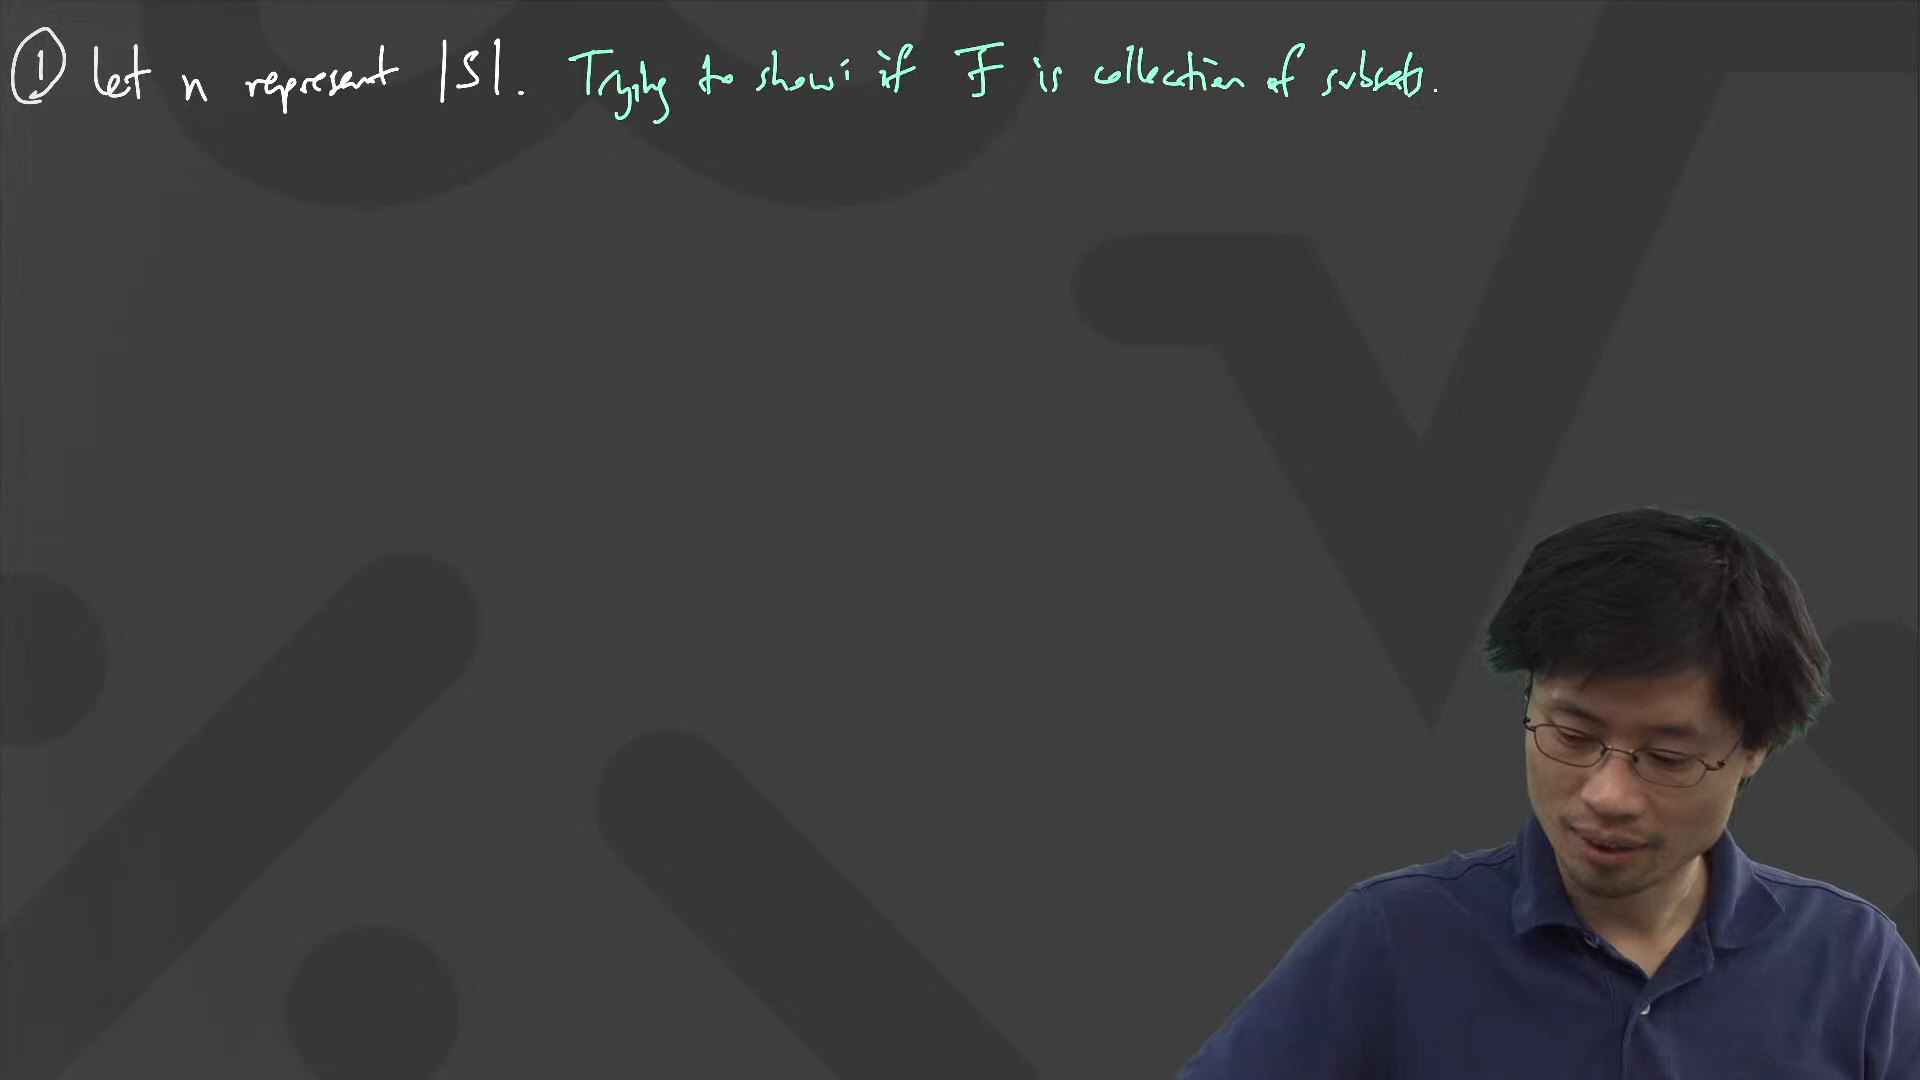 ① Let n represent |S|. Trying to show: if F is collection of subsets.